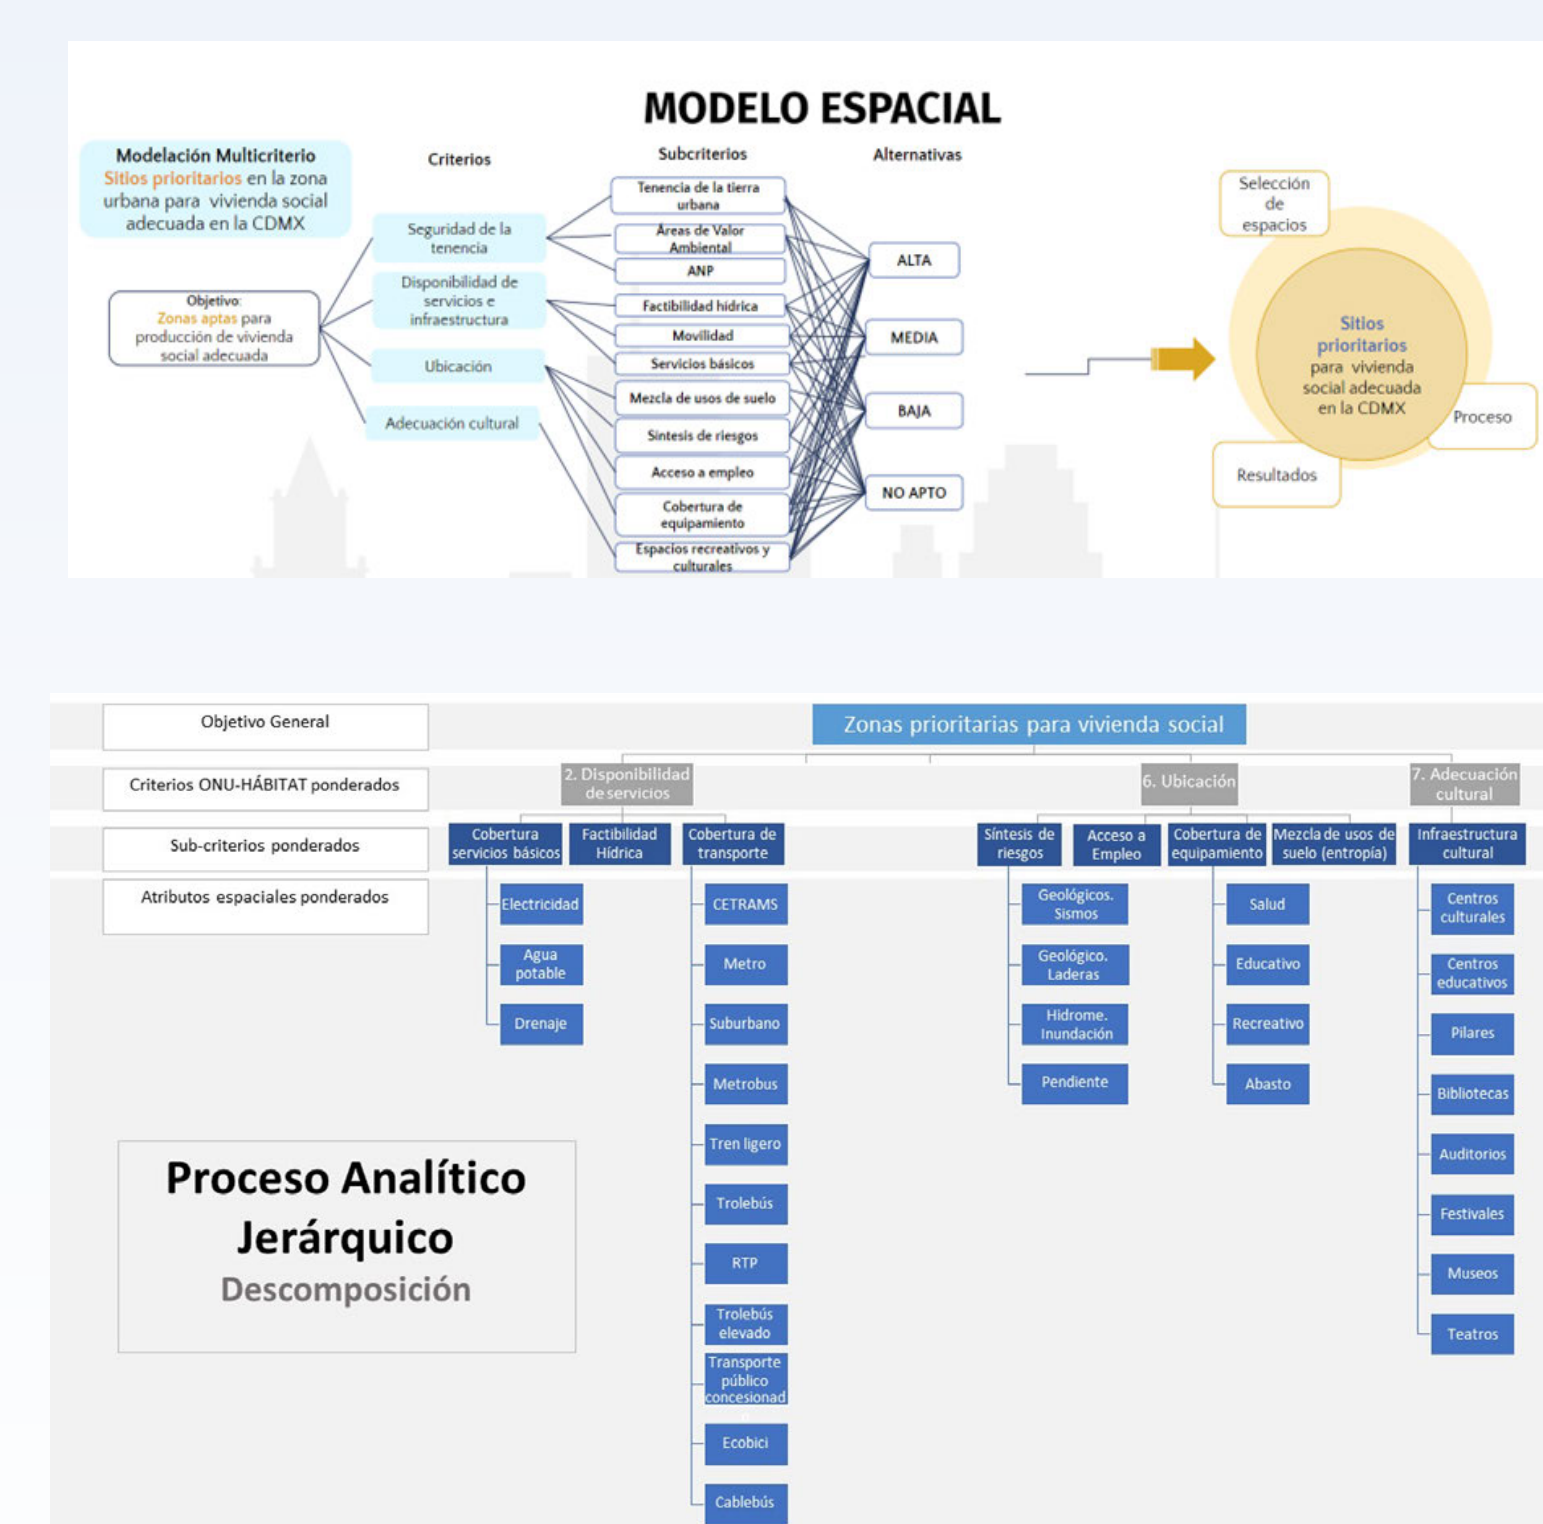 MODELO ESPACIAL
Modelación Multicriterio
Sitios prioritarios en la zona
urbana para vivienda social
adecuada en la CDMX
Criterios
Subcriterios
Alternativas
Objetivo:
Zonas aptas para
producción de vivienda
social adecuada
Seguridad de la
tenencia
Disponibilidad de
servicios e
infraestructura
Ubicación
Adecuación cultural
Tenencia de la tierra
urbana
Áreas de Valor
Ambiental
ANP
Factibilidad hídrica
Movilidad
Servicios básicos
Mezcla de usos de suelo
Síntesis de riesgos
Acceso a empleo
Cobertura de
equipamiento
Espacios recreativos y
culturales
ALTA
MEDIA
BAJA
NO APTO
Selección
de
espacios
Sitios
prioritarios
para vivienda
social adecuada
en la CDMX
Proceso
Resultados
Objetivo General
Zonas prioritarias para vivienda social
Criterios ONU-HÁBITAT ponderados
2. Disponibilidad
de servicios
6. Ubicación
7. Adecuación
cultural
Sub-criterios ponderados
Cobertura
servicios básicos
Factibilidad
Hídrica
Cobertura de
transporte
Síntesis de
riesgos
Acceso a
Empleo
Cobertura de
equipamiento
Mezcla de usos de
suelo (entropía)
Infraestructura
cultural
Atributos espaciales ponderados
Electricidad
Agua
potable
Drenaje
CETRAMS
Metro
Suburbano
Metrobus
Tren ligero
Trolebús
RTP
Trolebús
elevado
Transporte
público
concesionad
Ecobici
Cablebús
Geológicos.
Sismos
Geológico.
Laderas
Hidrome.
Inundación
Pendiente
Salud
Educativo
Recreativo
Abasto
Centros
culturales
Centros
educativos
Pilares
Bibliotecas
Auditorios
Festivales
Museos
Teatros
Proceso Analítico
Jerárquico
Descomposición